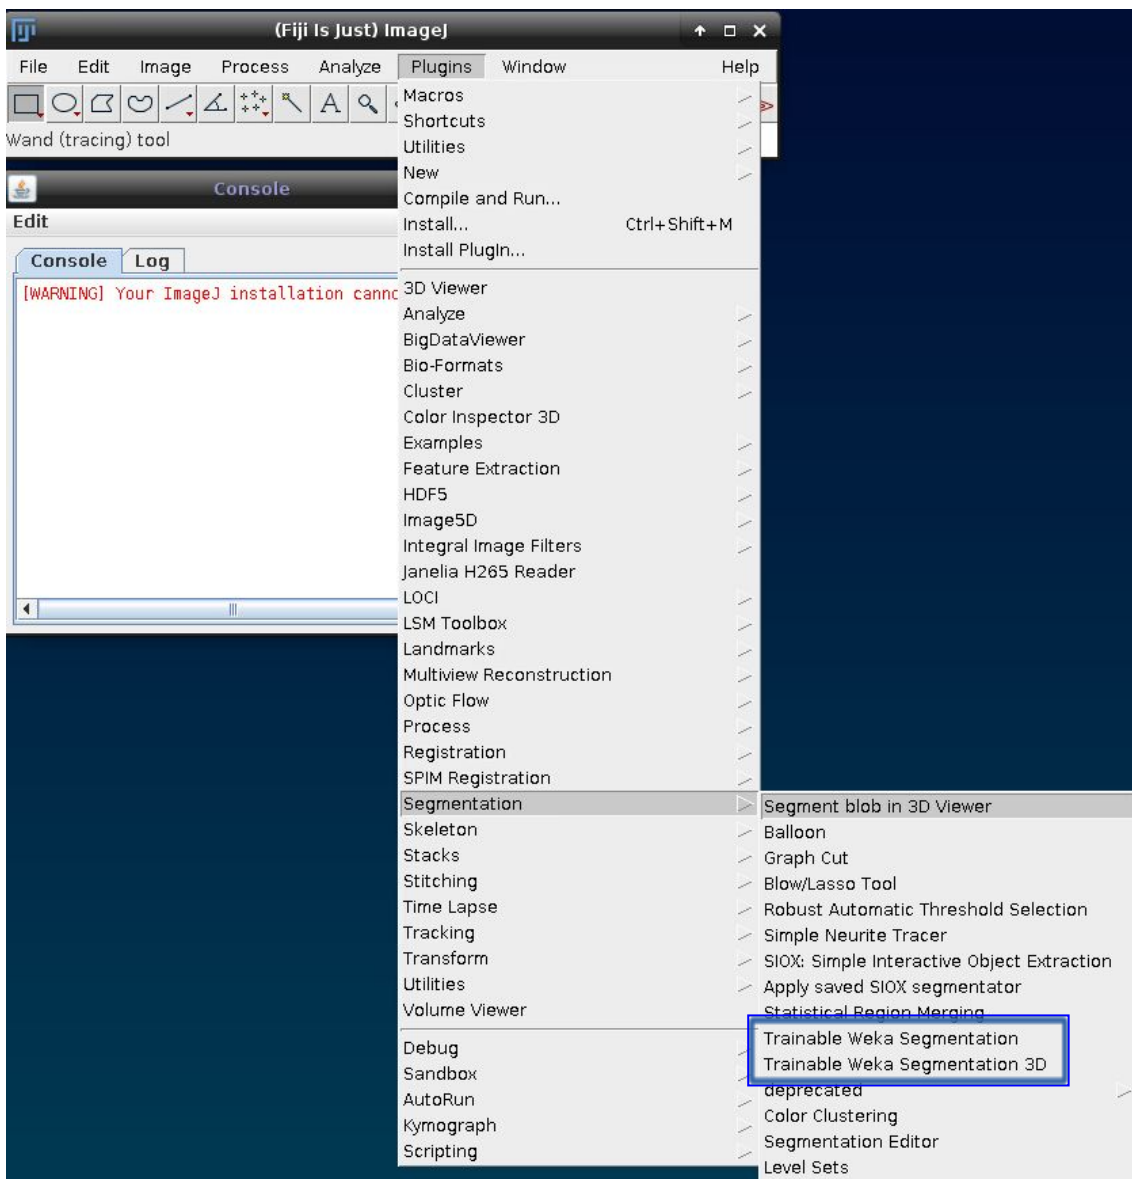 (Fiji Is Just) ImageJ
File Edit Image Process Analyze Plugins Window Help
Wand (tracing) tool
Console
Edit
Console Log
[WARNING] Your ImageJ installation
Macros
Shortcuts
Utilities
New
Compile and Run...
Install... Ctrl+Shift+M
Install PlugIn...
3D Viewer
Analyze
BigDataViewer
Bio-Formats
Cluster
Color Inspector 3D
Examples
Feature Extraction
HDF5
Image5D
Integral Image Filters
Janelia H265 Reader
LOCI
LSM Toolbox
Landmarks
Multiview Reconstruction
Optic Flow
Process
Registration
SPIM Registration
Segmentation
Skeleton
Stacks
Stitching
Time Lapse
Tracking
Transform
Utilities
Volume Viewer
Debug
Sandbox
AutoRun
Kymograph
Scripting
Segment blob in 3D Viewer
Balloon
Graph Cut
Blow/Lasso Tool
Robust Automatic Threshold Selection
Simple Neurite Tracer
SIOX: Simple Interactive Object Extraction
Apply saved SIOX segmentator
Statistical Region Merging
Trainable Weka Segmentation
Trainable Weka Segmentation 3D
deprecated
Color Clustering
Segmentation Editor
Level Sets